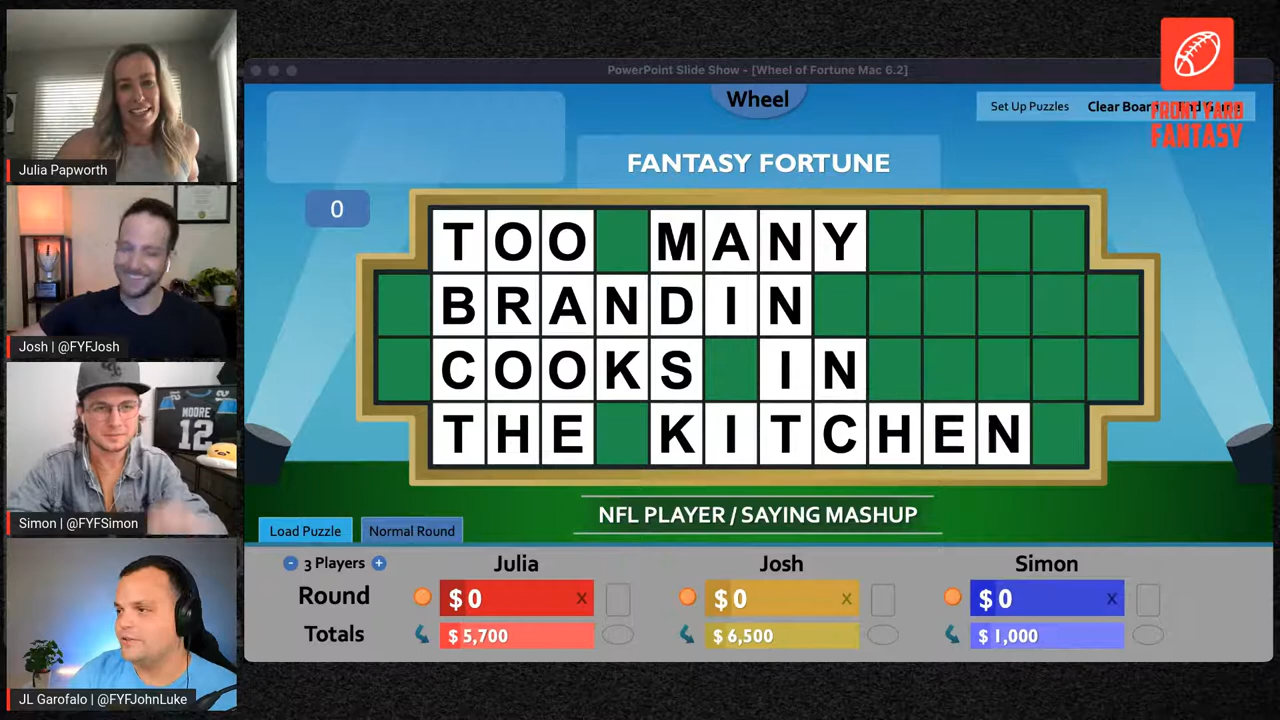 Julia Papworth
Josh | @FYFJosh
MOORE
12
Simon | @FYFSimon
JL Garofalo | @FYFJohnLuke
PowerPoint Slide Show - [Wheel of Fortune Mac 6.2]
Wheel
Set Up Puzzles
Clear Board
FRONT YARD
FANTASY
FANTASY FORTUNE
0
TOO MANY
BRANDIN
COOKS IN
THE KITCHEN
NFL PLAYER / SAYING MASHUP
Load Puzzle
Normal Round
- 3 Players +
Julia
Josh
Simon
Round
$ 0 x
$ 0 x
$ 0 x
Totals
$ 5,700
$ 6,500
$ 1,000